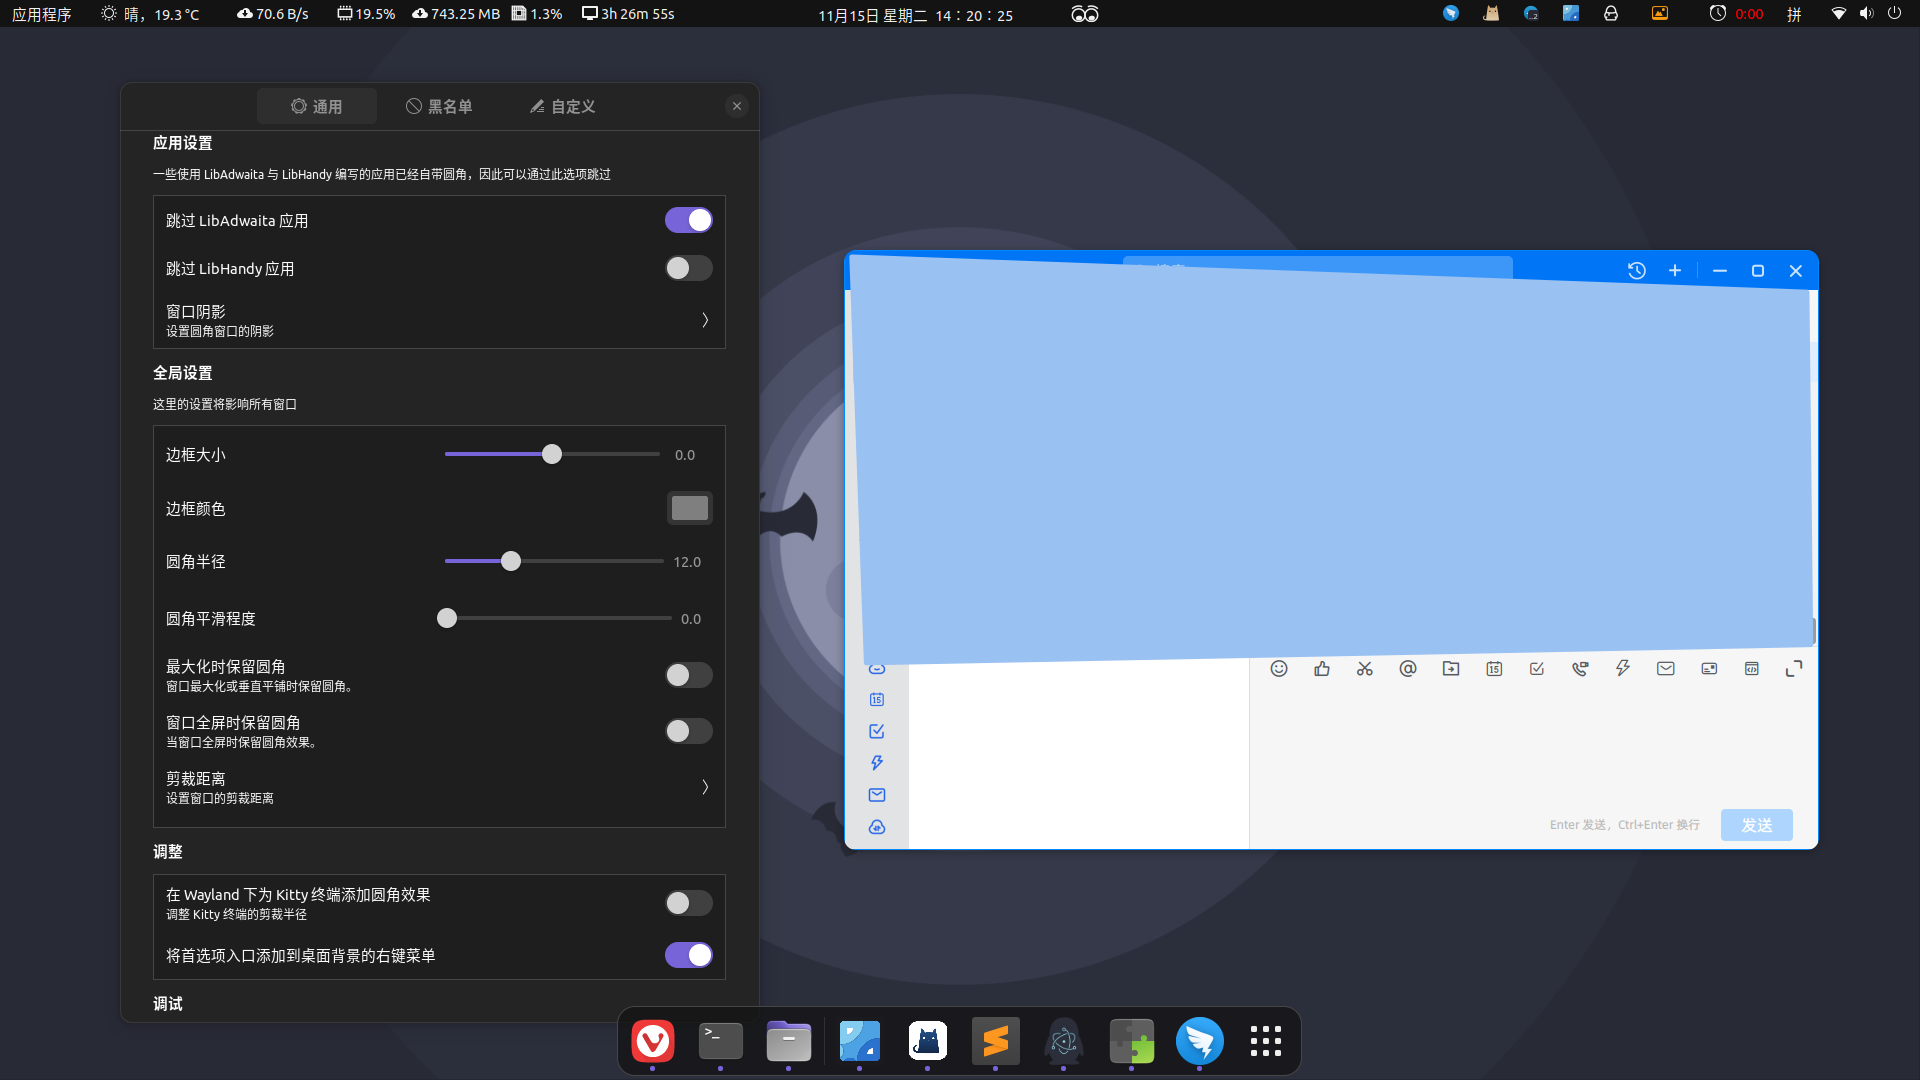 应用程序 晴，19.3 °C 70.6 B/s 19.5% 743.25 MB 1.3% 3h 26m 55s 11月15日 星期二 14：20：25 0:00 拼
通用 黑名单 自定义
应用设置
一些使用 LibAdwaita 与 LibHandy 编写的应用已经自带圆角，因此可以通过此选项跳过
跳过 LibAdwaita 应用
跳过 LibHandy 应用
窗口阴影
设置圆角窗口的阴影
全局设置
这里的设置将影响所有窗口
边框大小 0.0
边框颜色
圆角半径 12.0
圆角平滑程度 0.0
最大化时保留圆角
窗口最大化或垂直平铺时保留圆角。
窗口全屏时保留圆角
当窗口全屏时保留圆角效果。
剪裁距离
设置窗口的剪裁距离
调整
在 Wayland 下为 Kitty 终端添加圆角效果
调整 Kitty 终端的剪裁半径
将首选项入口添加到桌面背景的右键菜单
调试
15
15
Enter 发送，Ctrl+Enter 换行 发送